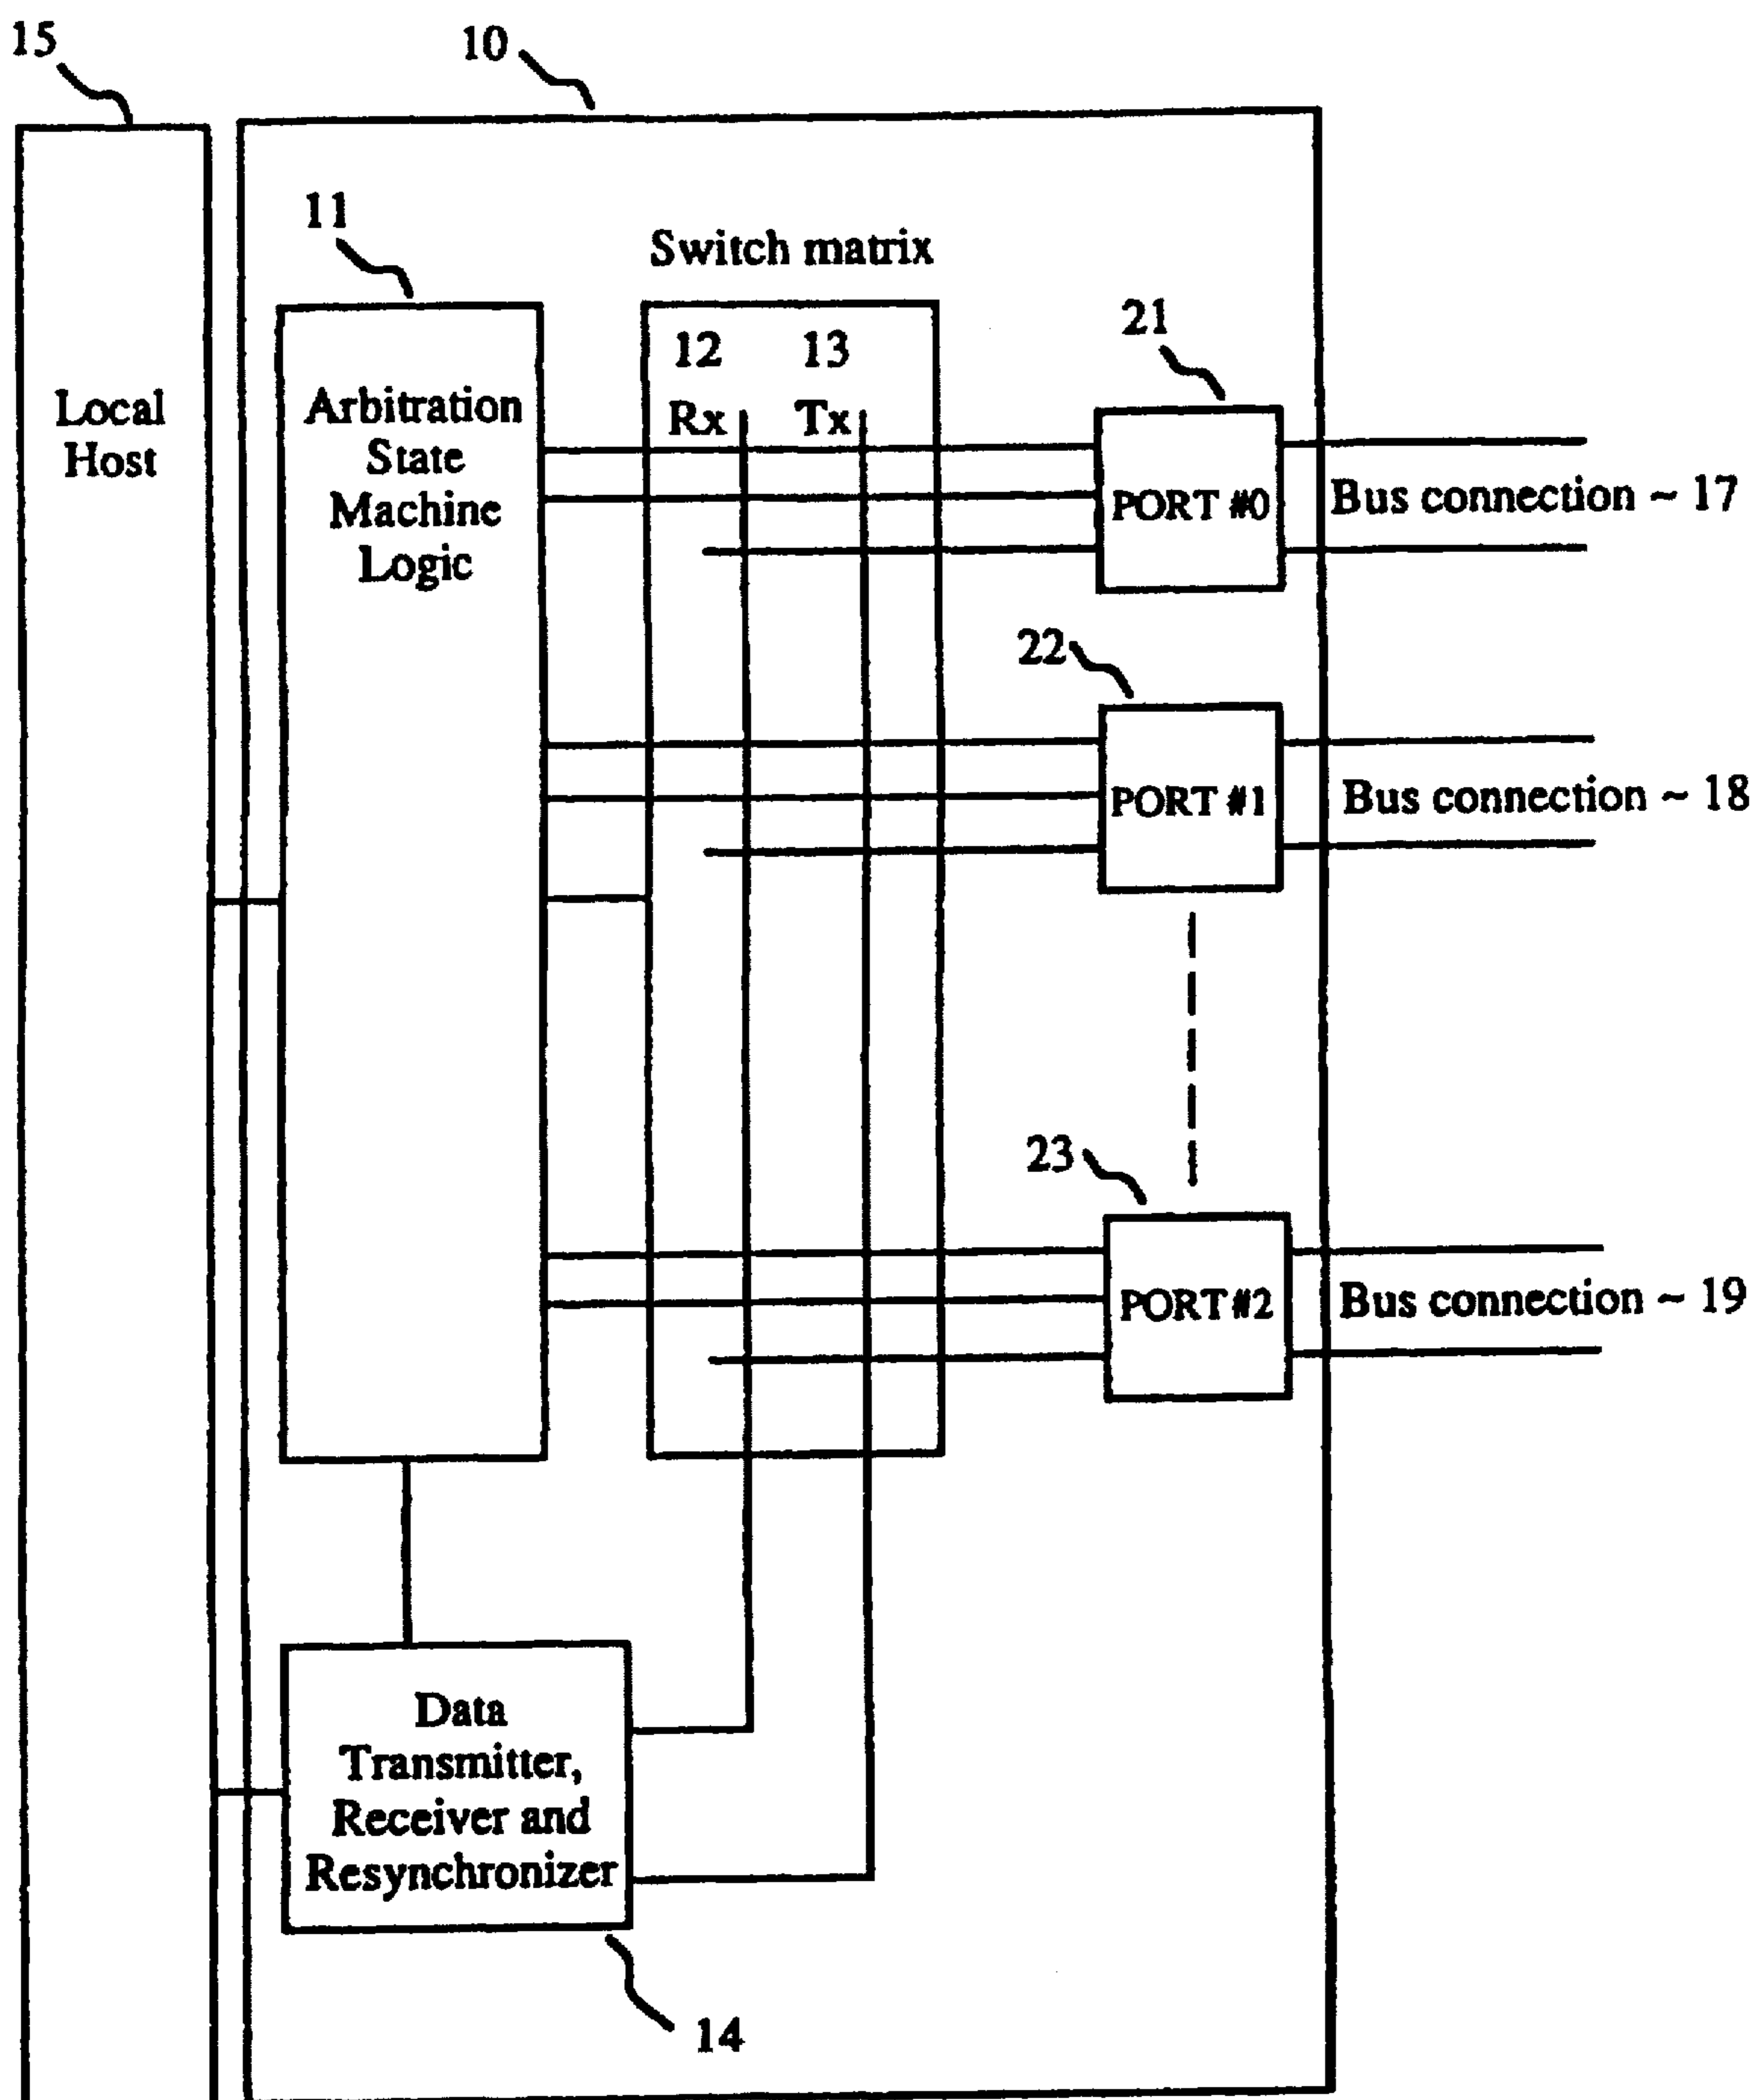 15
10
11
Switch matrix
21
12 13
Rx Tx
Local
Host
Arbitration
State
Machine
Logic
PORT #0
Bus connection ~ 17
22
PORT #1
Bus connection ~ 18
23
PORT #2
Bus connection ~ 19
Data
Transmitter,
Receiver and
Resynchronizer
14